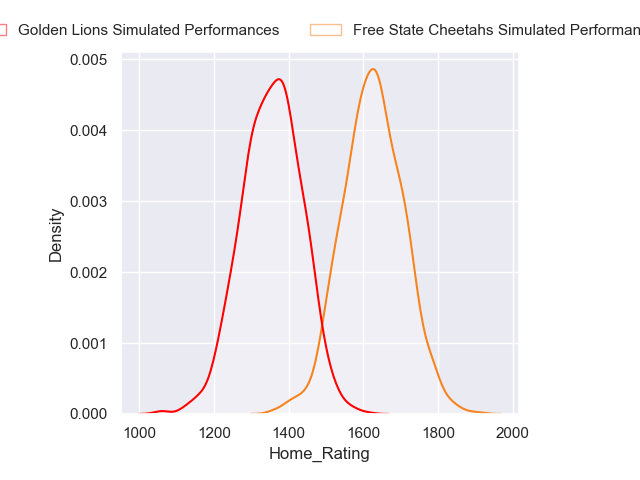 Golden Lions Simulated Performances Free State Cheetahs Simulated Performan
0.005
0.004
0.003
0.002
0.001
0.000
Density
1000 1200 1400 1600 1800 2000
Home_Rating